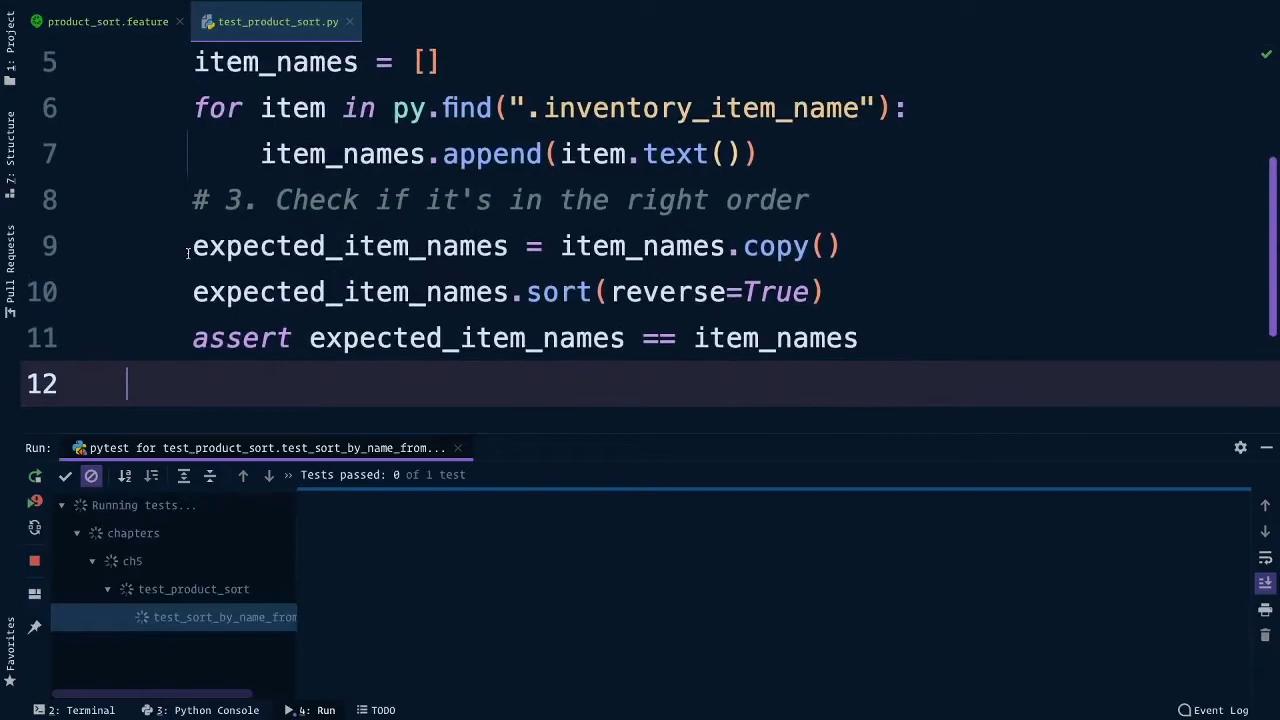 product_sort.feature
test_product_sort.py
1: Project
7: Structure
Pull Requests
Favorites
5 item_names = []
6 for item in py.find(".inventory_item_name"):
7 item_names.append(item.text())
8 # 3. Check if it's in the right order
9 expected_item_names = item_names.copy()
10 expected_item_names.sort(reverse=True)
11 assert expected_item_names == item_names
12
Run: pytest for test_product_sort.test_sort_by_name_from...
» Tests passed: 0 of 1 test
Running tests...
chapters
ch5
test_product_sort
test_sort_by_name_from
2: Terminal 3: Python Console 4: Run TODO Event Log